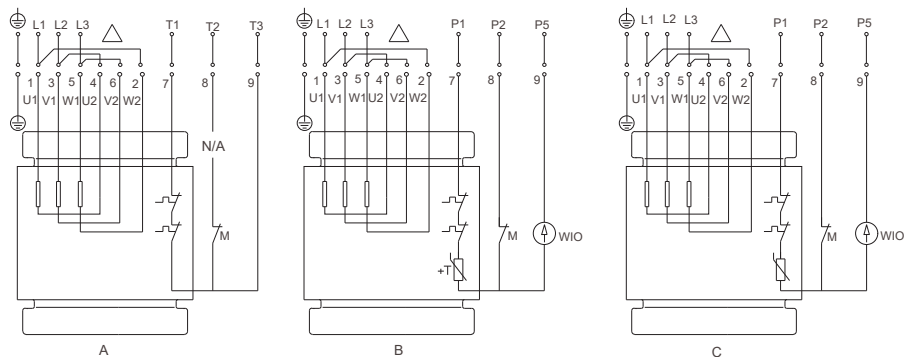 L1 L2 L3 T1 T2 T3
1 3 5 4 6 2 7 8 9
U1 V1 W1 U2 V2 W2
N/A
M
A
L1 L2 L3 P1 P2 P5
1 3 5 4 6 2 7 8 9
U1 V1 W1 U2 V2 W2
M WIO
+T
B
L1 L2 L3 P1 P2 P5
1 3 5 4 6 2 7 8 9
U1 V1 W1 U2 V2 W2
M WIO
C